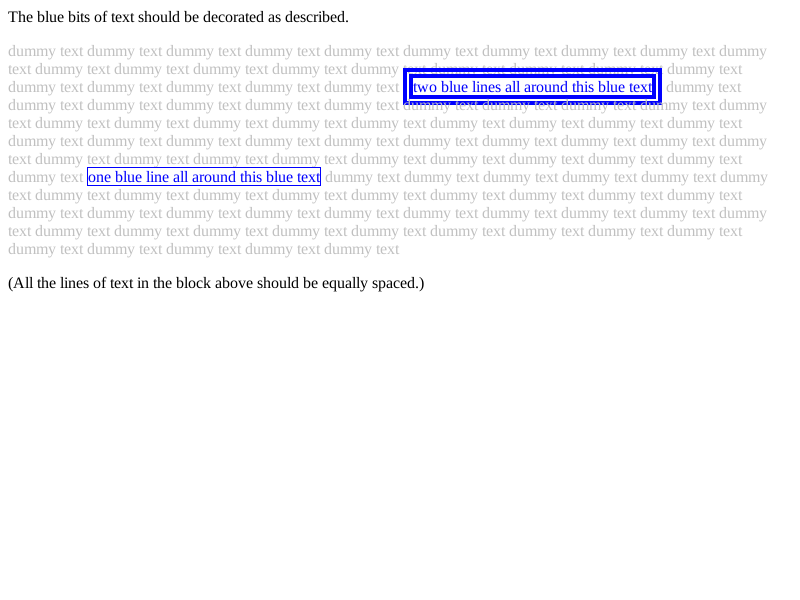 The blue bits of text should be decorated as described.
dummy text dummy text dummy text dummy text dummy text dummy text dummy text dummy text dummy text dummy
text dummy text dummy text dummy text dummy text dummy text dummy text dummy text dummy text dummy text
dummy text dummy text dummy text dummy text dummy text two blue lines all around this blue text dummy text
dummy text dummy text dummy text dummy text dummy text dummy text dummy text dummy text dummy text dummy
text dummy text dummy text dummy text dummy text dummy text dummy text dummy text dummy text dummy text
dummy text dummy text dummy text dummy text dummy text dummy text dummy text dummy text dummy text dummy
text dummy text dummy text dummy text dummy text dummy text dummy text dummy text dummy text dummy text
dummy text one blue line all around this blue text dummy text dummy text dummy text dummy text dummy text dummy
text dummy text dummy text dummy text dummy text dummy text dummy text dummy text dummy text dummy text
dummy text dummy text dummy text dummy text dummy text dummy text dummy text dummy text dummy text dummy
text dummy text dummy text dummy text dummy text dummy text dummy text dummy text dummy text dummy text
dummy text dummy text dummy text dummy text dummy text
(All the lines of text in the block above should be equally spaced.)